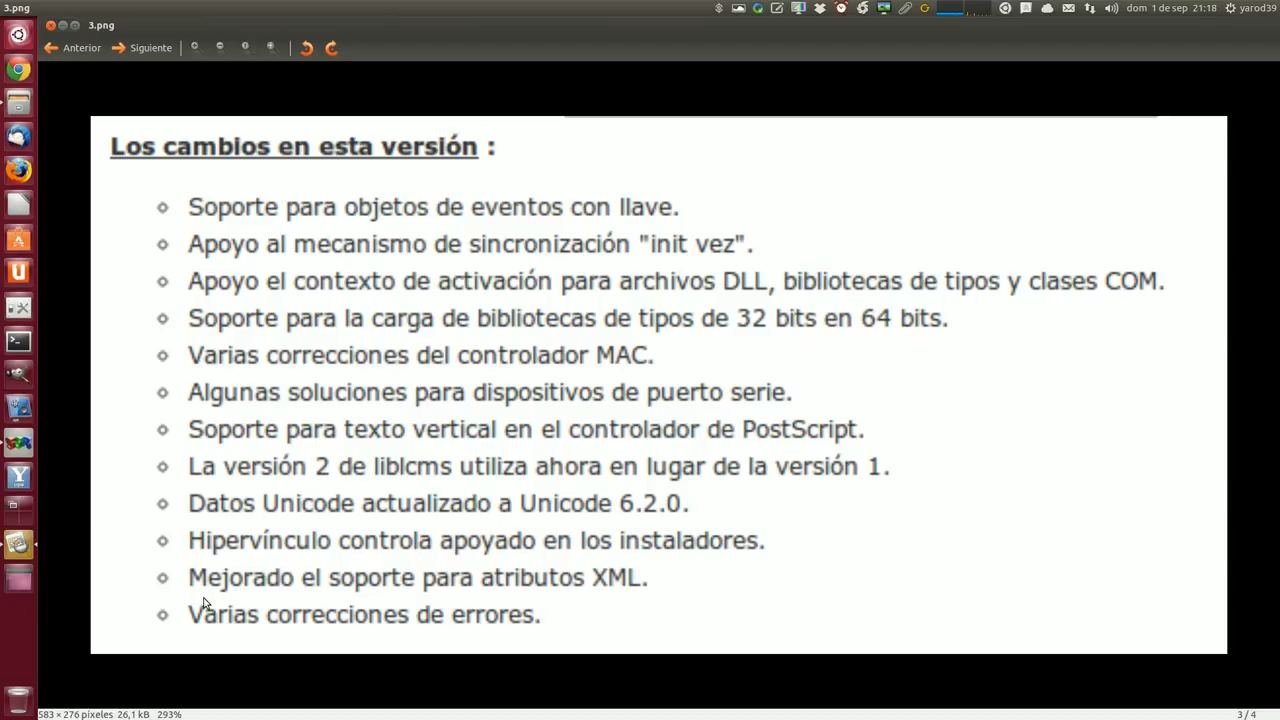 3.png
dom 1 de sep 21:18 yarod39
3.png
Anterior Siguiente
Los cambios en esta versión :
Soporte para objetos de eventos con llave.
Apoyo al mecanismo de sincronización "init vez".
Apoyo el contexto de activación para archivos DLL, bibliotecas de tipos y clases COM.
Soporte para la carga de bibliotecas de tipos de 32 bits en 64 bits.
Varias correcciones del controlador MAC.
Algunas soluciones para dispositivos de puerto serie.
Soporte para texto vertical en el controlador de PostScript.
La versión 2 de liblcms utiliza ahora en lugar de la versión 1.
Datos Unicode actualizado a Unicode 6.2.0.
Hipervínculo controla apoyado en los instaladores.
Mejorado el soporte para atributos XML.
Varias correcciones de errores.
583 × 276 píxeles 26,1 kB 293% 3 / 4